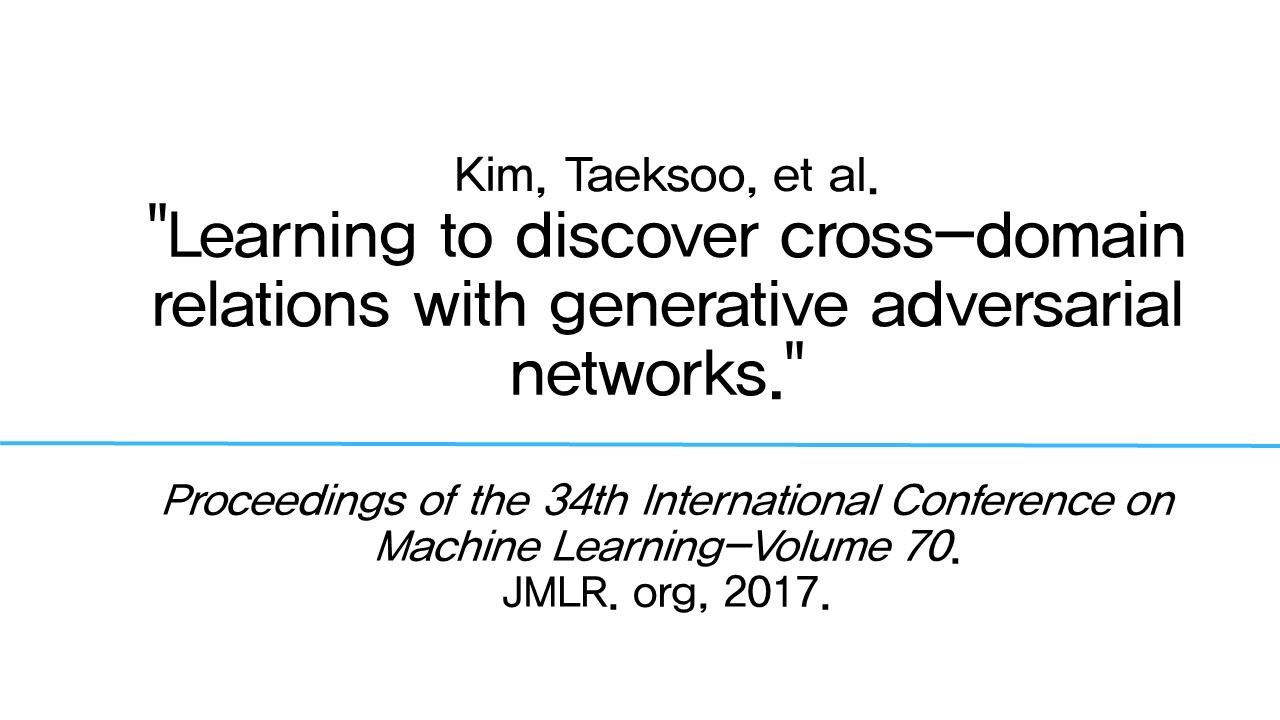 Kim, Taeksoo, et al.
"Learning to discover cross-domain
relations with generative adversarial
networks."
Proceedings of the 34th International Conference on
Machine Learning-Volume 70.
JMLR. org, 2017.